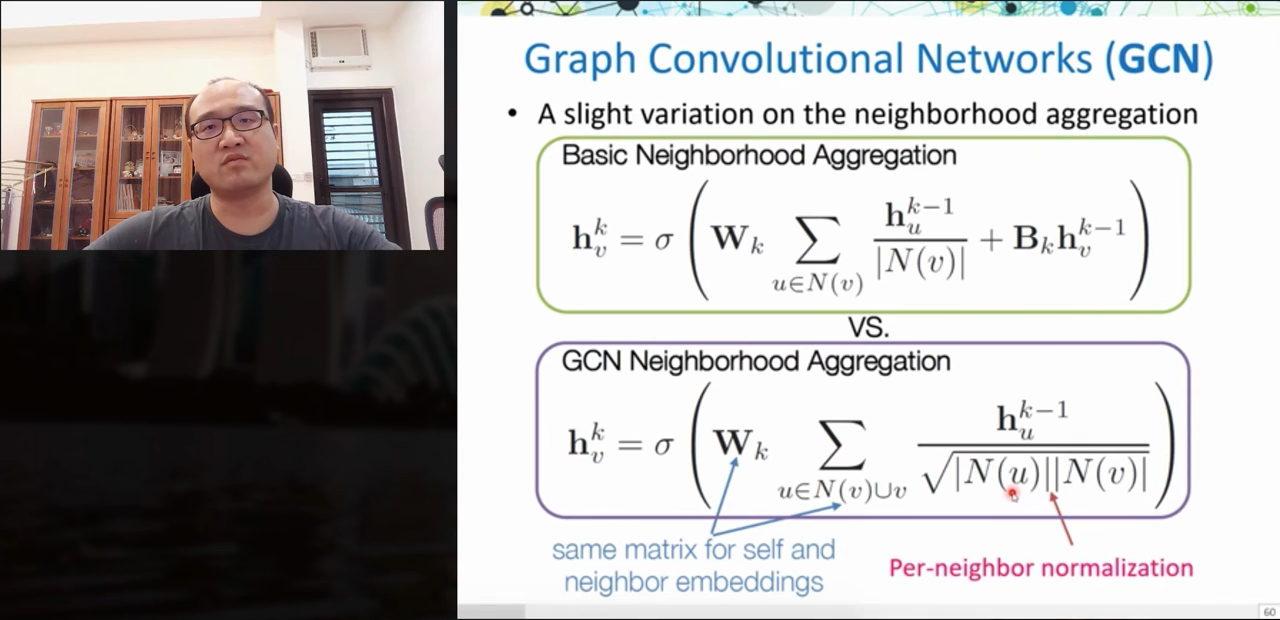 Graph Convolutional Networks (GCN)
• A slight variation on the neighborhood aggregation
Basic Neighborhood Aggregation
h_v^k = σ ( W_k ∑_{u∈N(v)} h_u^{k−1} / |N(v)| + B_k h_v^{k−1} )
VS.
GCN Neighborhood Aggregation
h_v^k = σ ( W_k ∑_{u∈N(v)∪v} h_u^{k−1} / √(|N(u)||N(v)|) )
same matrix for self and
neighbor embeddings
Per-neighbor normalization
60